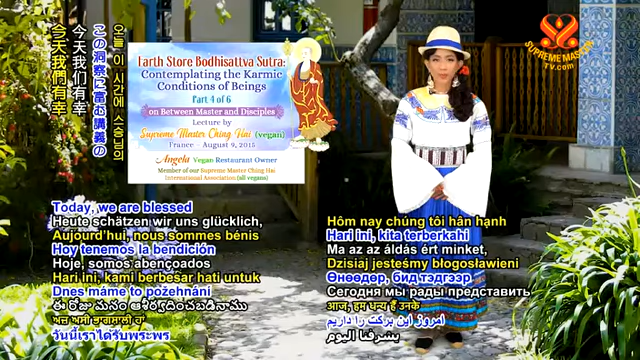 오늘 이 시간에 스승님의
この洞察に富む講義の
今天我们有幸
今天我們有幸
Earth Store Bodhisattva Sutra:
Contemplating the Karmic
Conditions of Beings
Part 4 of 6
on Between Master and Disciples
Lecture by
Supreme Master Ching Hai (vegan)
France - August 9, 2015
Angela Vegan Restaurant Owner
Member of our Supreme Master Ching Hai
International Association (all vegans)
SUPREME MASTER
TV.com
Today, we are blessed
Heute schätzen wir uns glücklich,
Aujourd'hui, nous sommes bénis
Hoy tenemos la bendición
Hoje, somos abençoados
Hari ini, kami berbesar hati untuk
Dnes máme to požehnání
ఈ రోజు మనం ఆశీర్వదించబడినాము
ਅਜ ਅਸੀਂ ਭਾਗਸ਼ਾਲੀ ਹਾਂ
วันนี้เราได้รับพระพร
Hôm nay chúng tôi hân hạnh
Hari ini, kita terberkahi
Ma az az áldás ért minket,
Dzisiaj jesteśmy błogosławieni
Өнөөдөр, бид тэдгээр
Сегодня мы рады представить
आज, हम धन्य हैं उनके
امروز این برکت را داریم
يشرفنا اليوم